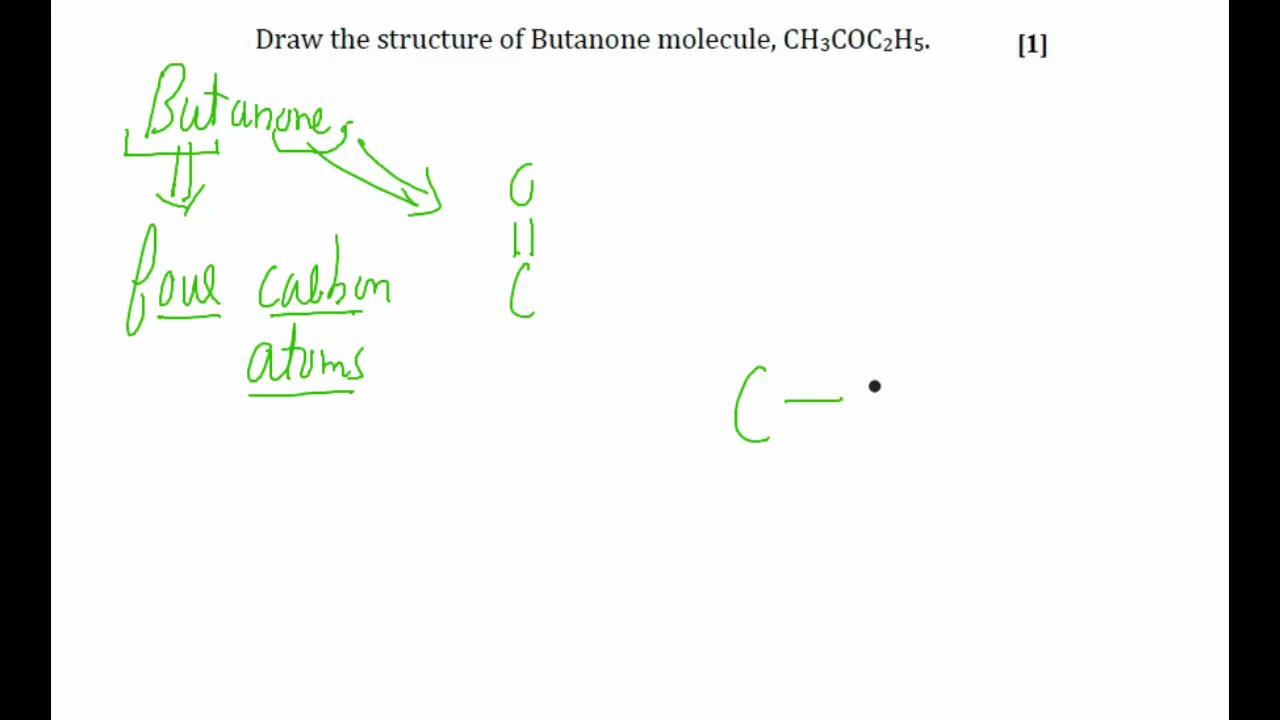 Draw the structure of Butanone molecule, CH₃COC₂H₅. [1]
Butanone
O
||
C
four carbon
atoms
C —